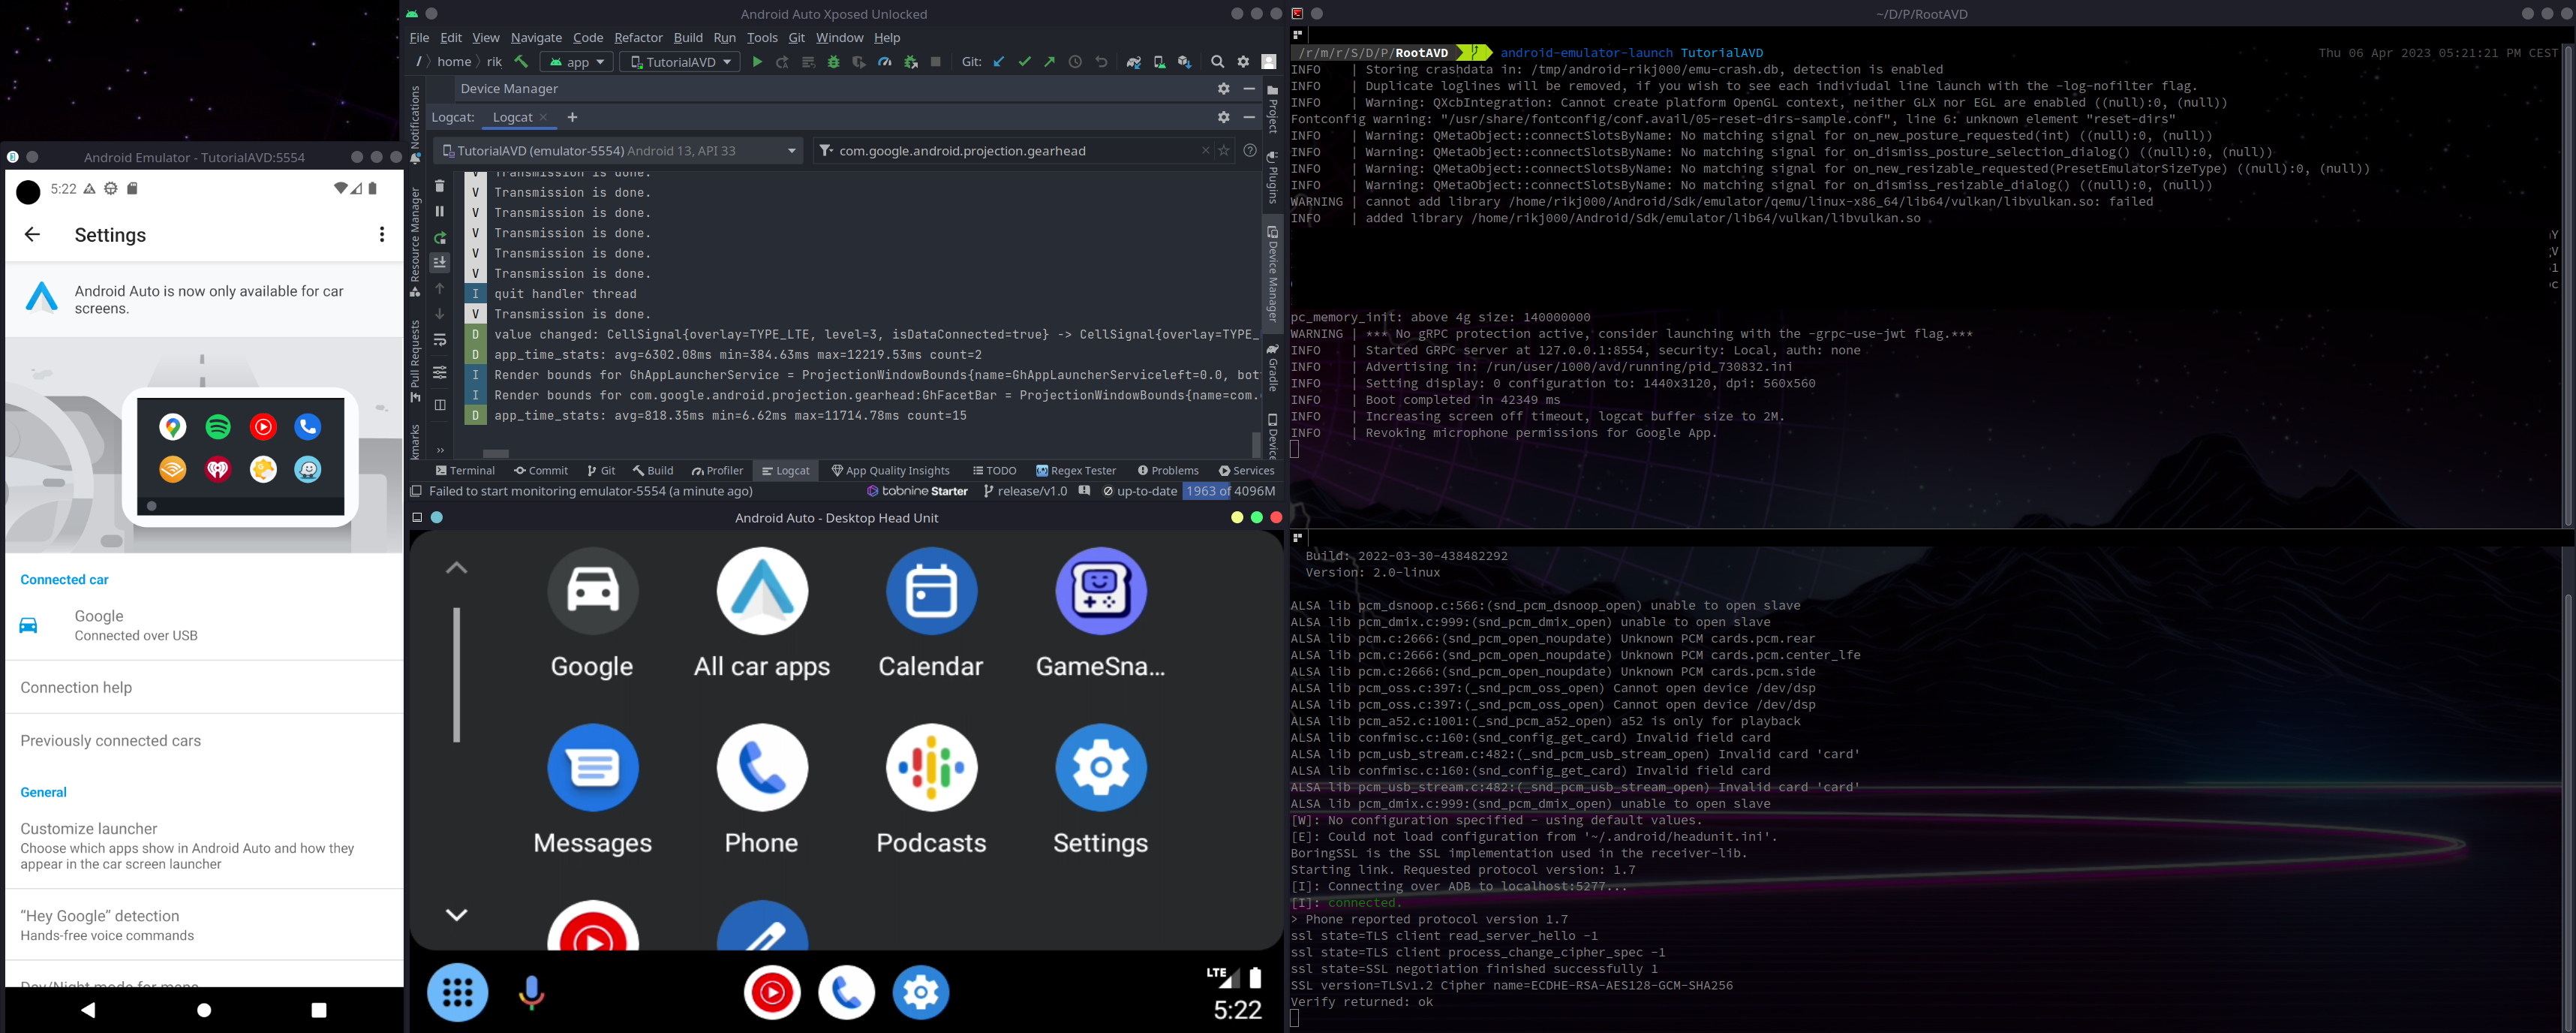 Android Emulator - TutorialAVD:5554
5:22
Settings
Android Auto is now only available for car
screens.
Connected car
Google
Connected over USB
Connection help
Previously connected cars
General
Customize launcher
Choose which apps show in Android Auto and how they
appear in the car screen launcher
“Hey Google” detection
Hands-free voice commands
Day/Night mode for maps
Android Auto Xposed Unlocked
File Edit View Navigate Code Refactor Build Run Tools Git Window Help
/ home rik app TutorialAVD Git:
Device Manager
Logcat: Logcat
TutorialAVD (emulator-5554) Android 13, API 33 com.google.android.projection.gearhead
Notifications
Resource Manager
Pull Requests
kmarks
V Transmission is done.
V Transmission is done.
V Transmission is done.
V Transmission is done.
V Transmission is done.
V Transmission is done.
I quit handler thread
V Transmission is done.
D value changed: CellSignal{overlay=TYPE_LTE, level=3, isDataConnected=true} -> CellSignal{overlay=TYPE_
D app_time_stats: avg=6302.08ms min=384.63ms max=12219.53ms count=2
I Render bounds for GhAppLauncherService = ProjectionWindowBounds{name=GhAppLauncherServiceleft=0.0, bot
I Render bounds for com.google.android.projection.gearhead:GhFacetBar = ProjectionWindowBounds{name=com.
D app_time_stats: avg=818.35ms min=6.62ms max=11714.78ms count=15
Project
Plugins
Device Manager
Gradle
Device
Terminal Commit Git Build Profiler Logcat App Quality Insights TODO Regex Tester Problems Services
Failed to start monitoring emulator-5554 (a minute ago) tabnine Starter release/v1.0 up-to-date 1963 of 4096M
Android Auto - Desktop Head Unit
Google All car apps Calendar GameSna...
Messages Phone Podcasts Settings
LTE
5:22
~/D/P/RootAVD
/r/m/r/S/D/P/RootAVD android-emulator-launch TutorialAVD Thu 06 Apr 2023 05:21:21 PM CEST
INFO | Storing crashdata in: /tmp/android-rikj000/emu-crash.db, detection is enabled
INFO | Duplicate loglines will be removed, if you wish to see each indiviudal line launch with the -log-nofilter flag.
INFO | Warning: QXcbIntegration: Cannot create platform OpenGL context, neither GLX nor EGL are enabled ((null):0, (null))
Fontconfig warning: "/usr/share/fontconfig/conf.avail/05-reset-dirs-sample.conf", line 6: unknown element "reset-dirs"
INFO | Warning: QMetaObject::connectSlotsByName: No matching signal for on_new_posture_requested(int) ((null):0, (null))
INFO | Warning: QMetaObject::connectSlotsByName: No matching signal for on_dismiss_posture_selection_dialog() ((null):0, (null))
INFO | Warning: QMetaObject::connectSlotsByName: No matching signal for on_new_resizable_requested(PresetEmulatorSizeType) ((null):0, (null))
INFO | Warning: QMetaObject::connectSlotsByName: No matching signal for on_dismiss_resizable_dialog() ((null):0, (null))
WARNING | cannot add library /home/rikj000/Android/Sdk/emulator/qemu/linux-x86_64/lib64/vulkan/libvulkan.so: failed
INFO | added library /home/rikj000/Android/Sdk/emulator/lib64/vulkan/libvulkan.so
pc_memory_init: above 4g size: 140000000
WARNING | *** No gRPC protection active, consider launching with the -grpc-use-jwt flag.***
INFO | Started GRPC server at 127.0.0.1:8554, security: Local, auth: none
INFO | Advertising in: /run/user/1000/avd/running/pid_730832.ini
INFO | Setting display: 0 configuration to: 1440x3120, dpi: 560x560
INFO | Boot completed in 42349 ms
INFO | Increasing screen off timeout, logcat buffer size to 2M.
INFO | Revoking microphone permissions for Google App.
Build: 2022-03-30-438482292
Version: 2.0-linux
ALSA lib pcm_dsnoop.c:566:(snd_pcm_dsnoop_open) unable to open slave
ALSA lib pcm_dmix.c:999:(snd_pcm_dmix_open) unable to open slave
ALSA lib pcm.c:2666:(snd_pcm_open_noupdate) Unknown PCM cards.pcm.rear
ALSA lib pcm.c:2666:(snd_pcm_open_noupdate) Unknown PCM cards.pcm.center_lfe
ALSA lib pcm.c:2666:(snd_pcm_open_noupdate) Unknown PCM cards.pcm.side
ALSA lib pcm_oss.c:397:(_snd_pcm_oss_open) Cannot open device /dev/dsp
ALSA lib pcm_oss.c:397:(_snd_pcm_oss_open) Cannot open device /dev/dsp
ALSA lib pcm_a52.c:1001:(_snd_pcm_a52_open) a52 is only for playback
ALSA lib confmisc.c:160:(snd_config_get_card) Invalid field card
ALSA lib pcm_usb_stream.c:482:(_snd_pcm_usb_stream_open) Invalid card 'card'
ALSA lib confmisc.c:160:(snd_config_get_card) Invalid field card
ALSA lib pcm_usb_stream.c:482:(_snd_pcm_usb_stream_open) Invalid card 'card'
ALSA lib pcm_dmix.c:999:(snd_pcm_dmix_open) unable to open slave
[W]: No configuration specified - using default values.
[E]: Could not load configuration from '~/.android/headunit.ini'.
BoringSSL is the SSL implementation used in the receiver-lib.
Starting link. Requested protocol version: 1.7
[I]: Connecting over ADB to localhost:5277...
[I]: connected.
> Phone reported protocol version 1.7
ssl state=TLS client read_server_hello -1
ssl state=TLS client process_change_cipher_spec -1
ssl state=SSL negotiation finished successfully 1
SSL version=TLSv1.2 Cipher name=ECDHE-RSA-AES128-GCM-SHA256
Verify returned: ok